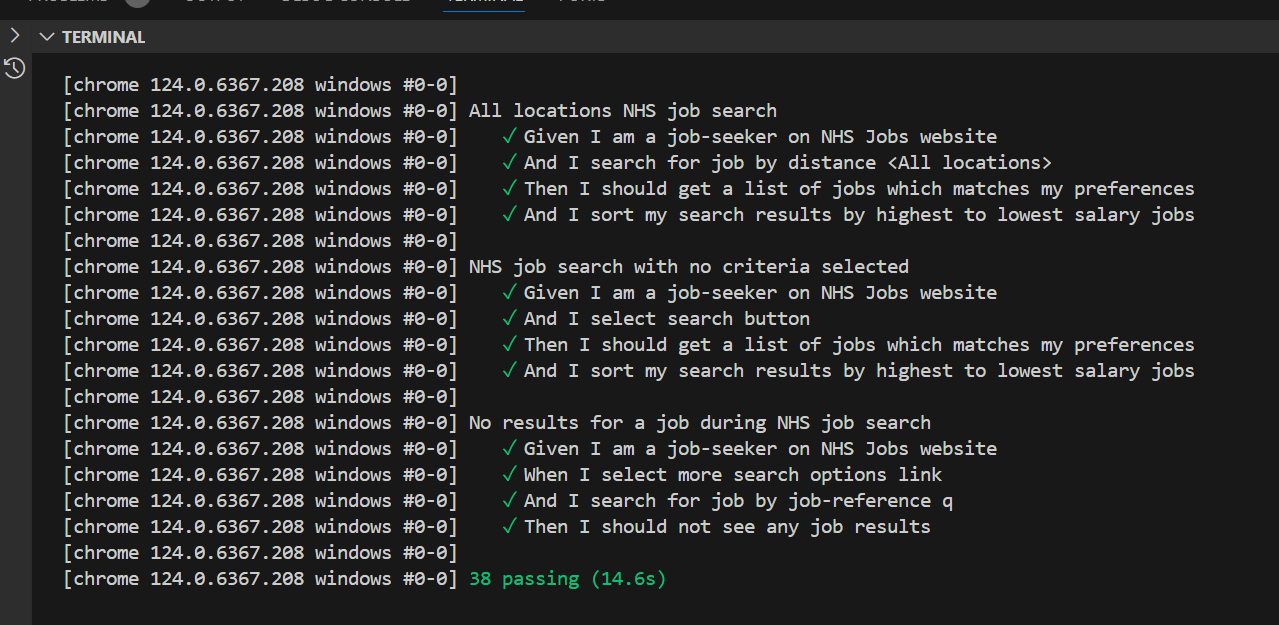 TERMINAL
[chrome 124.0.6367.208 windows #0-0]
[chrome 124.0.6367.208 windows #0-0] All locations NHS job search
[chrome 124.0.6367.208 windows #0-0] ✓ Given I am a job-seeker on NHS Jobs website
[chrome 124.0.6367.208 windows #0-0] ✓ And I search for job by distance <All locations>
[chrome 124.0.6367.208 windows #0-0] ✓ Then I should get a list of jobs which matches my preferences
[chrome 124.0.6367.208 windows #0-0] ✓ And I sort my search results by highest to lowest salary jobs
[chrome 124.0.6367.208 windows #0-0]
[chrome 124.0.6367.208 windows #0-0] NHS job search with no criteria selected
[chrome 124.0.6367.208 windows #0-0] ✓ Given I am a job-seeker on NHS Jobs website
[chrome 124.0.6367.208 windows #0-0] ✓ And I select search button
[chrome 124.0.6367.208 windows #0-0] ✓ Then I should get a list of jobs which matches my preferences
[chrome 124.0.6367.208 windows #0-0] ✓ And I sort my search results by highest to lowest salary jobs
[chrome 124.0.6367.208 windows #0-0]
[chrome 124.0.6367.208 windows #0-0] No results for a job during NHS job search
[chrome 124.0.6367.208 windows #0-0] ✓ Given I am a job-seeker on NHS Jobs website
[chrome 124.0.6367.208 windows #0-0] ✓ When I select more search options link
[chrome 124.0.6367.208 windows #0-0] ✓ And I search for job by job-reference q
[chrome 124.0.6367.208 windows #0-0] ✓ Then I should not see any job results
[chrome 124.0.6367.208 windows #0-0]
[chrome 124.0.6367.208 windows #0-0] 38 passing (14.6s)